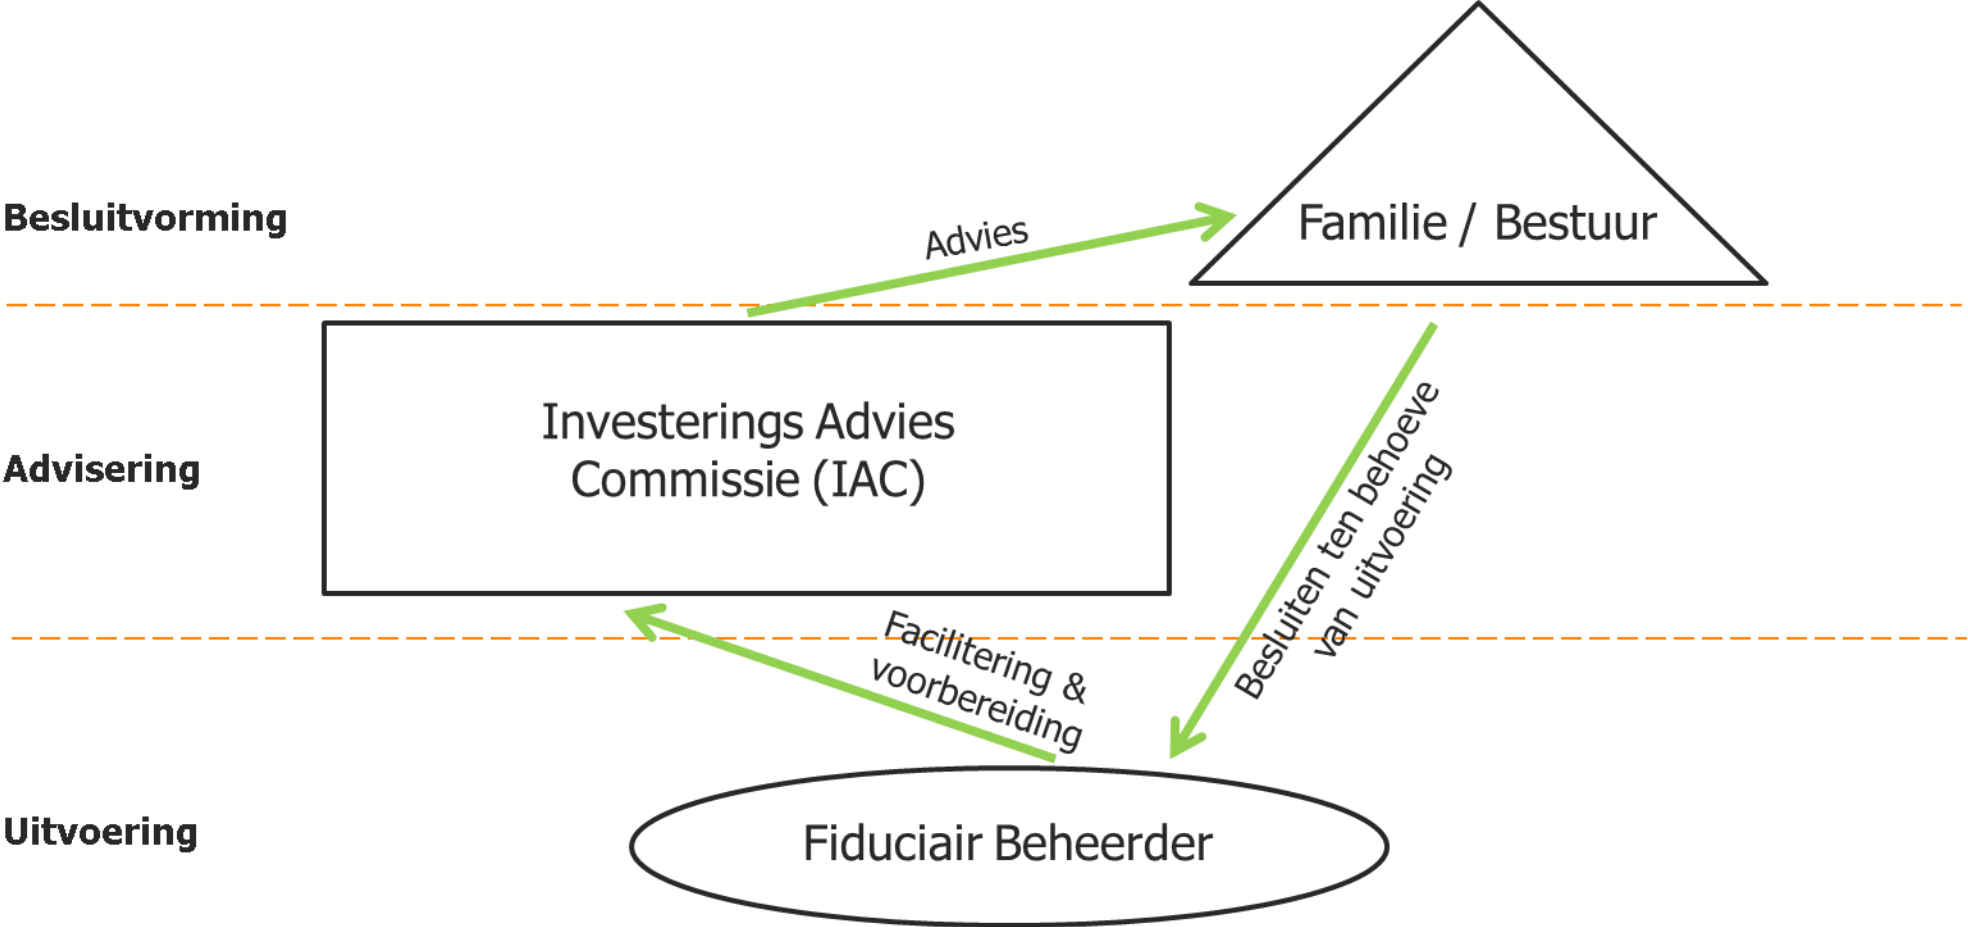 Besluitvorming
Advies
Familie / Bestuur
Advisering
Investerings Advies
Commissie (IAC)
Besluiten ten behoeve
van uitvoering
Facilitering &
voorbereiding
Uitvoering
Fiduciair Beheerder